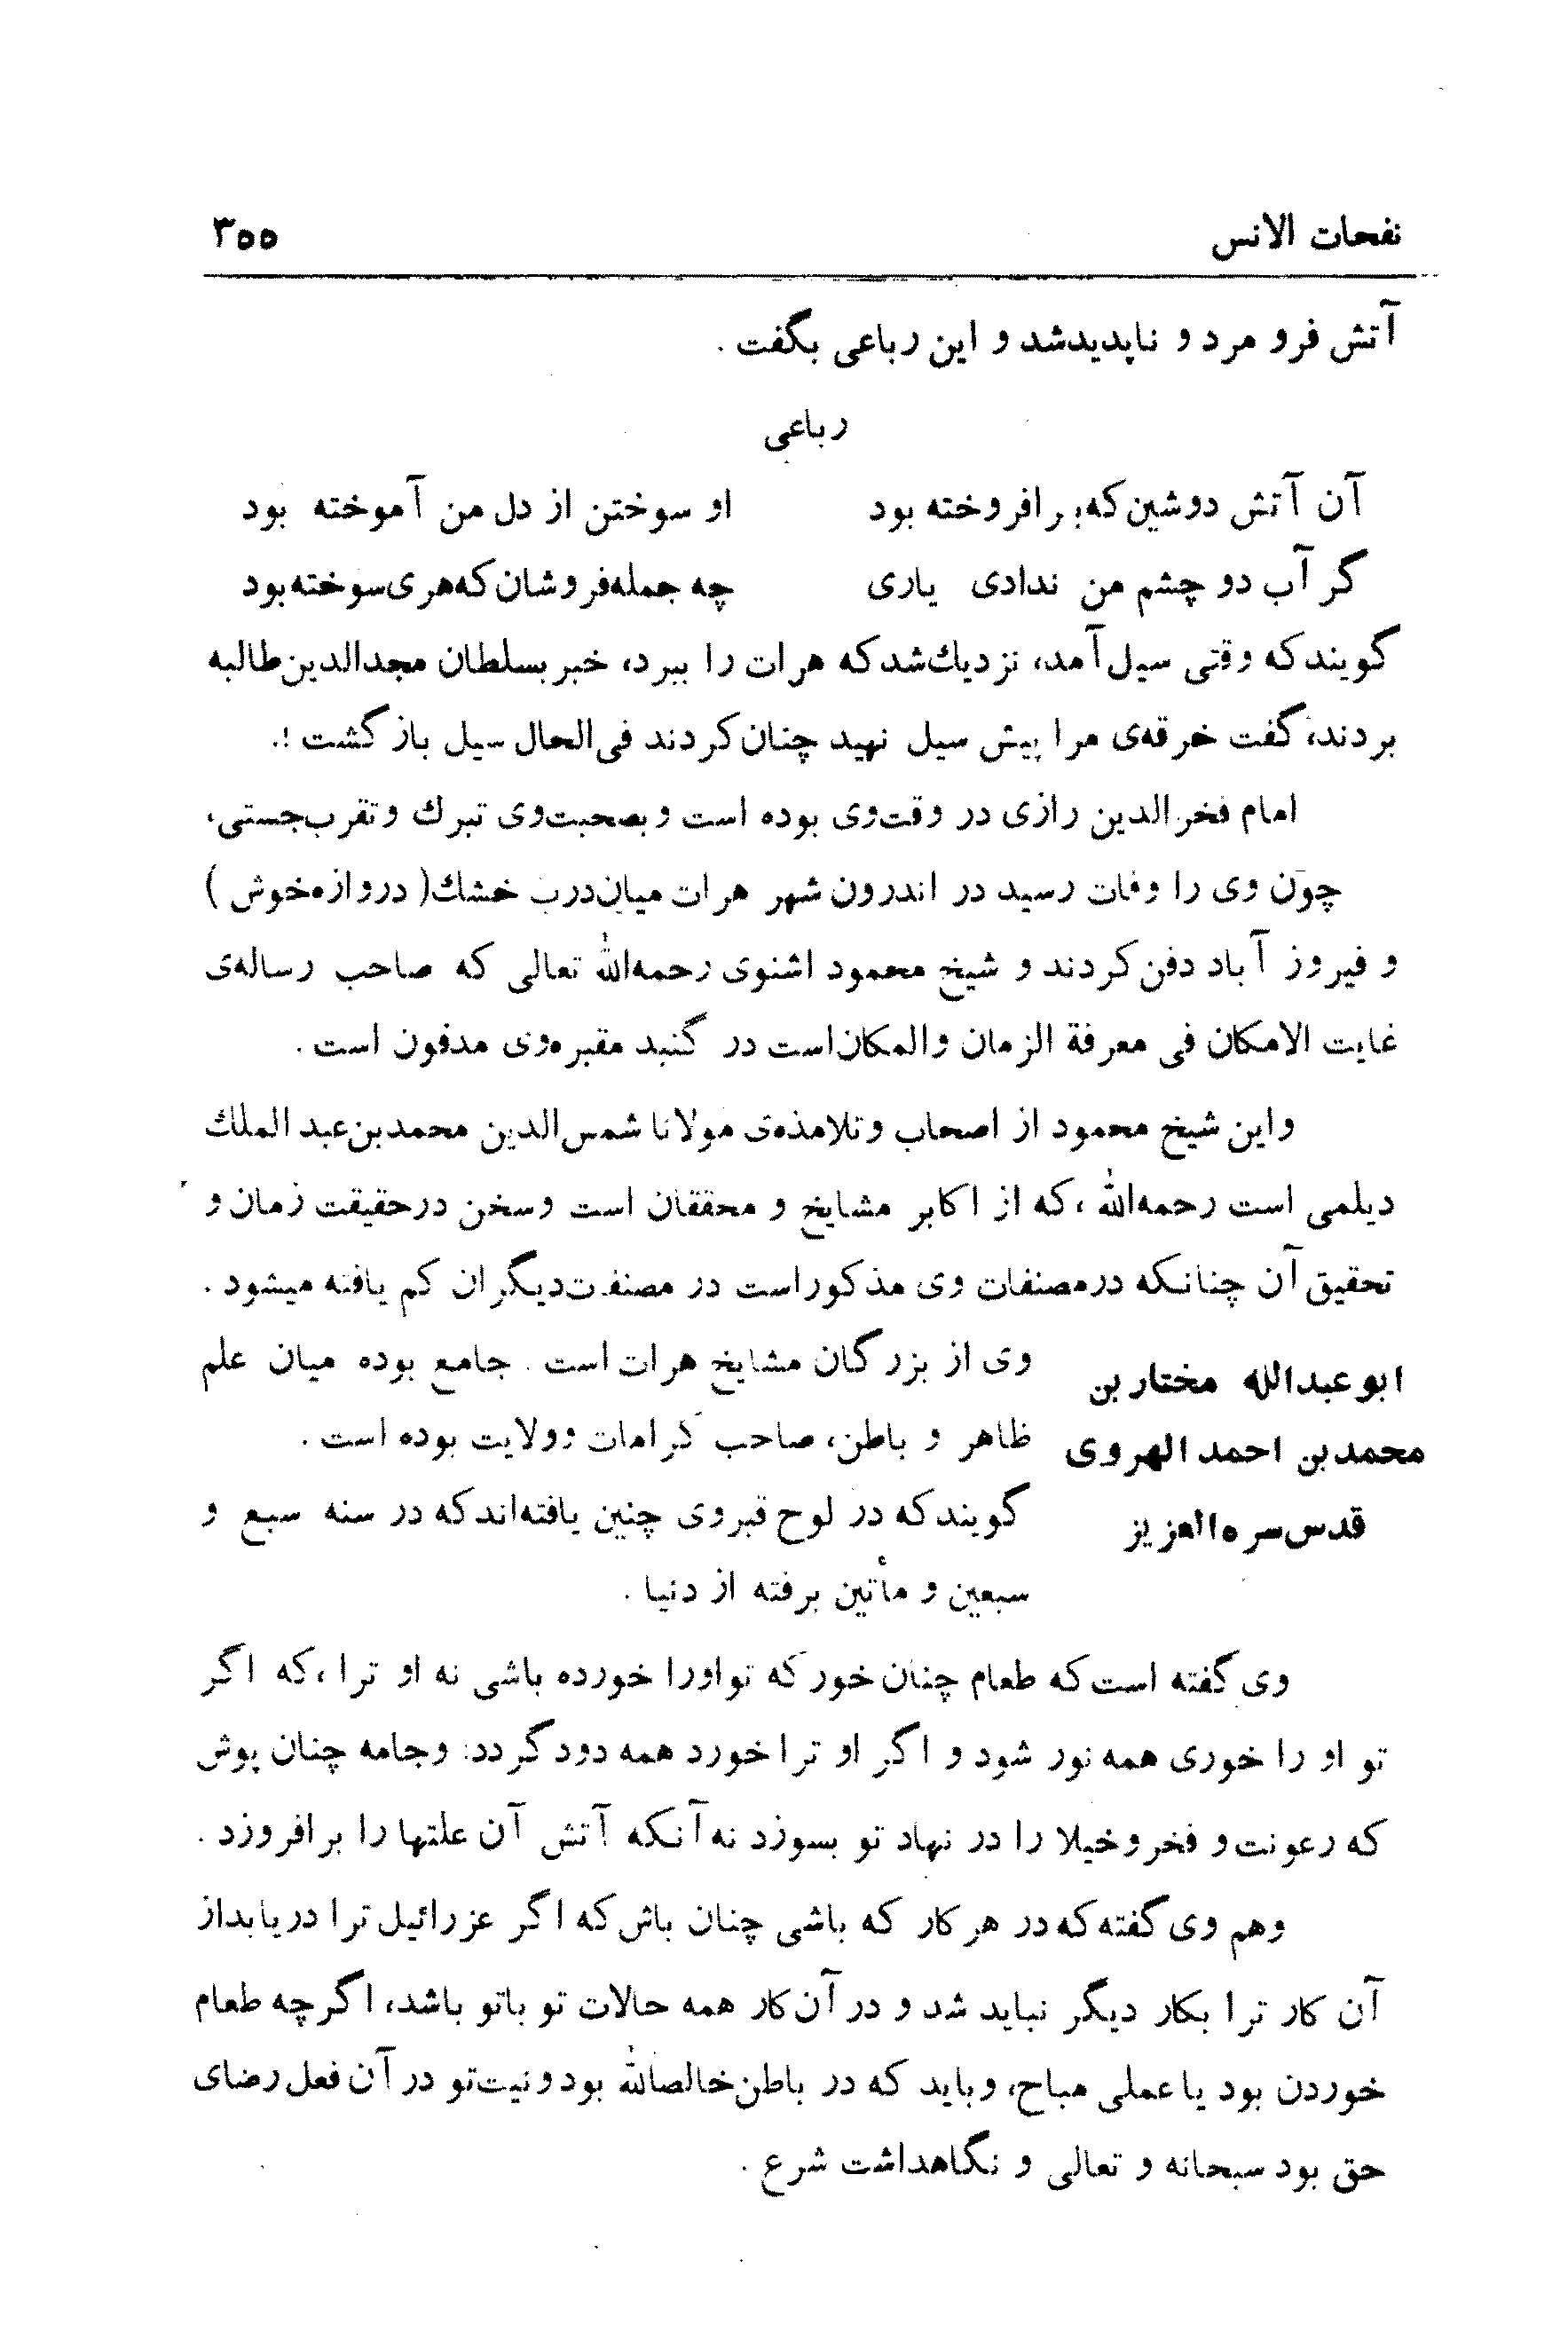 نفحات الانس ۳۵۵
آتش فرو مرد و ناپدیدشد و این رباعی بگفت .
رباعی
آن آتش دوشین که برافروخته بود او سوختن از دل من آموخته بود
گر آب دو چشم من ندادی یاری چه جمله‌فروشان که‌هری‌سوخته‌بود
گویند که وقتی سیل آمد، نزدیك‌شد که هرات را ببرد، خبر بسلطان مجدالدین‌طالبه
بردند، گفت خرقه‌ی مرا پیش سیل نهید چنان‌کردند فی‌الحال سیل بازگشت !.
امام فخرالدین رازی در وقت‌وی بوده است و بصحبت‌وی تبرك و تقرب‌جستی،
چون وی را وفات رسید در اندرون شهر هرات میان‌درب خشك( دروازه‌خوش )
و فیروز آباد دفن کردند و شیخ محمود اشنوی رحمه‌الله تعالی که صاحب رساله‌ی
غایت الامکان فی معرفة الزمان والمکان‌است در گنبد مقبره‌وی مدفون است .
واین شیخ محمود از اصحاب وتلامذه‌ی مولانا شمس‌الدین محمدبن‌عبد الملك
دیلمی است رحمه‌الله ،که از اکابر مشایخ و محققان است وسخن درحقیقت زمان و
تحقیق آن چنانکه درمصنفات وی مذکوراست در مصنفات‌دیگران کم یافته میشود .
ابوعبدالله مختار بن
محمدبن احمد الهروی
قدس‌سره‌العزیز
وی از بزرگان مشایخ هرات است . جامع بوده میان علم
ظاهر و باطن، صاحب کرامات وولایت بوده است .
گویند که در لوح قبروی چنین یافته‌اندکه در سنه سبع و
سبعین و مأتین برفته از دنیا .
وی گفته است که طعام چنان خور که تواورا خورده باشی نه او ترا ،که اگر
تو او را خوری همه نور شود و اگر او ترا خورد همه دود گردد: وجامه چنان پوش
که رعونت و فخر و خیلا را در نهاد تو بسوزد نه‌آنکه آتش آن علتها را برافروزد .
وهم وی گفته که در هر کار که باشی چنان باش که اگر عزرائیل ترا دریابداز
آن کار ترا بکار دیگر نباید شد و در آن کار همه حالات تو باتو باشد، اگرچه طعام
خوردن بود یا عملی مباح، وباید که در باطن‌خالصالله بود ونیت‌تو در آن فعل رضای
حق بود سبحانه و تعالی و نگاهداشت شرع .